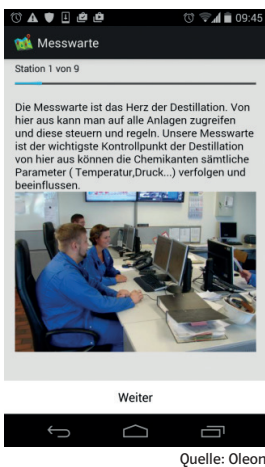 09:45
Messwarte
Station 1 von 9
Die Messwarte ist das Herz der Destillation. Von
hier aus kann man auf alle Anlagen zugreifen
und diese steuern und regeln. Unsere Messwarte
ist der wichtigste Kontrollpunkt der Destillation
von hier aus können die Chemikanten sämtliche
Parameter ( Temperatur,Druck...) verfolgen und
beeinflussen.
Weiter
Quelle: Oleon